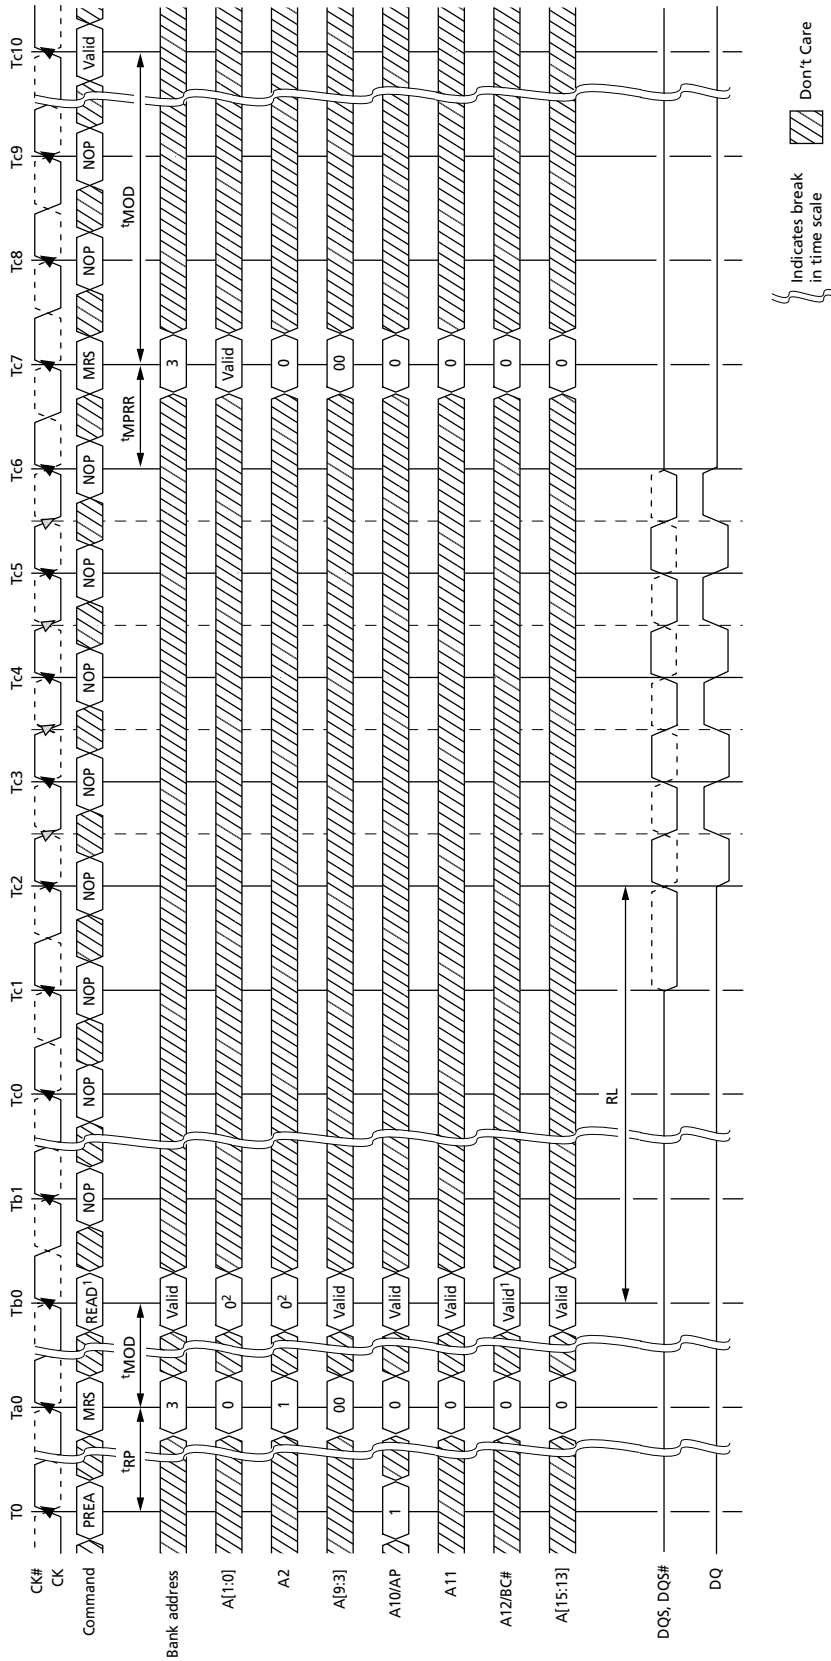 T0 Ta0 Tb0 Tb1 Tc0 Tc1 Tc2 Tc3 Tc4 Tc5 Tc6 Tc7 Tc8 Tc9 Tc10
CK#
CK
Command PREA MRS READ1 NOP NOP NOP NOP NOP NOP NOP NOP MRS NOP NOP Valid
tRP tMOD tMPRR tMOD
Bank address 3 Valid 3
A[1:0] 0 02 Valid
A2 1 02 0
A[9:3] 00 Valid 00
A10/AP 1 0 Valid 0
A11 0 Valid 0
A12/BC# 0 Valid1 0
A[15:13] 0 Valid 0
RL
DQS, DQS#
DQ
Indicates break
in time scale
Don't Care